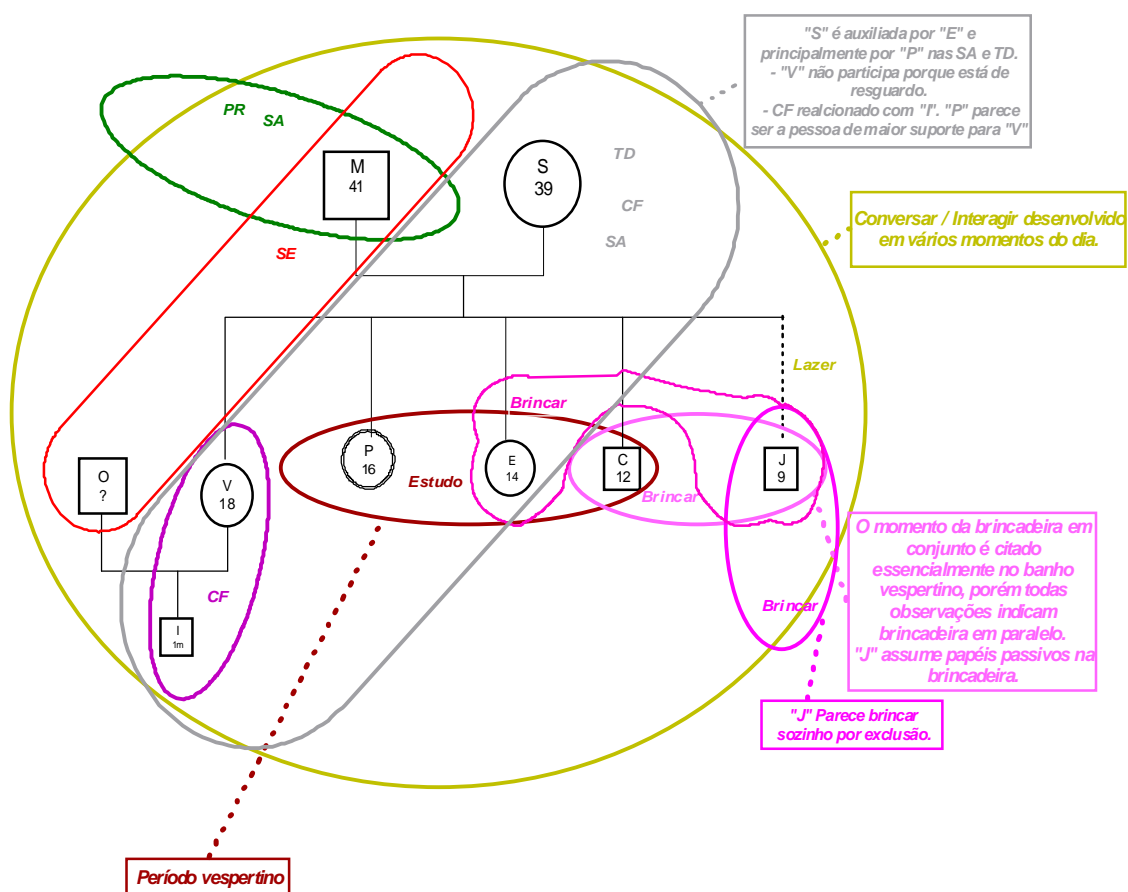 "S" é auxiliada por "E" e
principalmente por "P" nas SA e TD.
- "V" não participa porque está de
resguardo.
- CF realcionado com "I". "P" parece
ser a pessoa de maior suporte para "V"
PR
SA
M
41
S
39
TD
CF
SA
SE
Conversar / Interagir desenvolvido
em vários momentos do dia.
Lazer
Brincar
O
?
V
18
P
16
E
14
C
12
J
9
Estudo
Brincar
CF
I
1m
Brincar
O momento da brincadeira em
conjunto é citado
essencialmente no banho
vespertino, porém todas
observações indicam
brincadeira em paralelo.
"J" assume papéis passivos na
brincadeira.
"J" Parece brincar
sozinho por exclusão.
Período vespertino